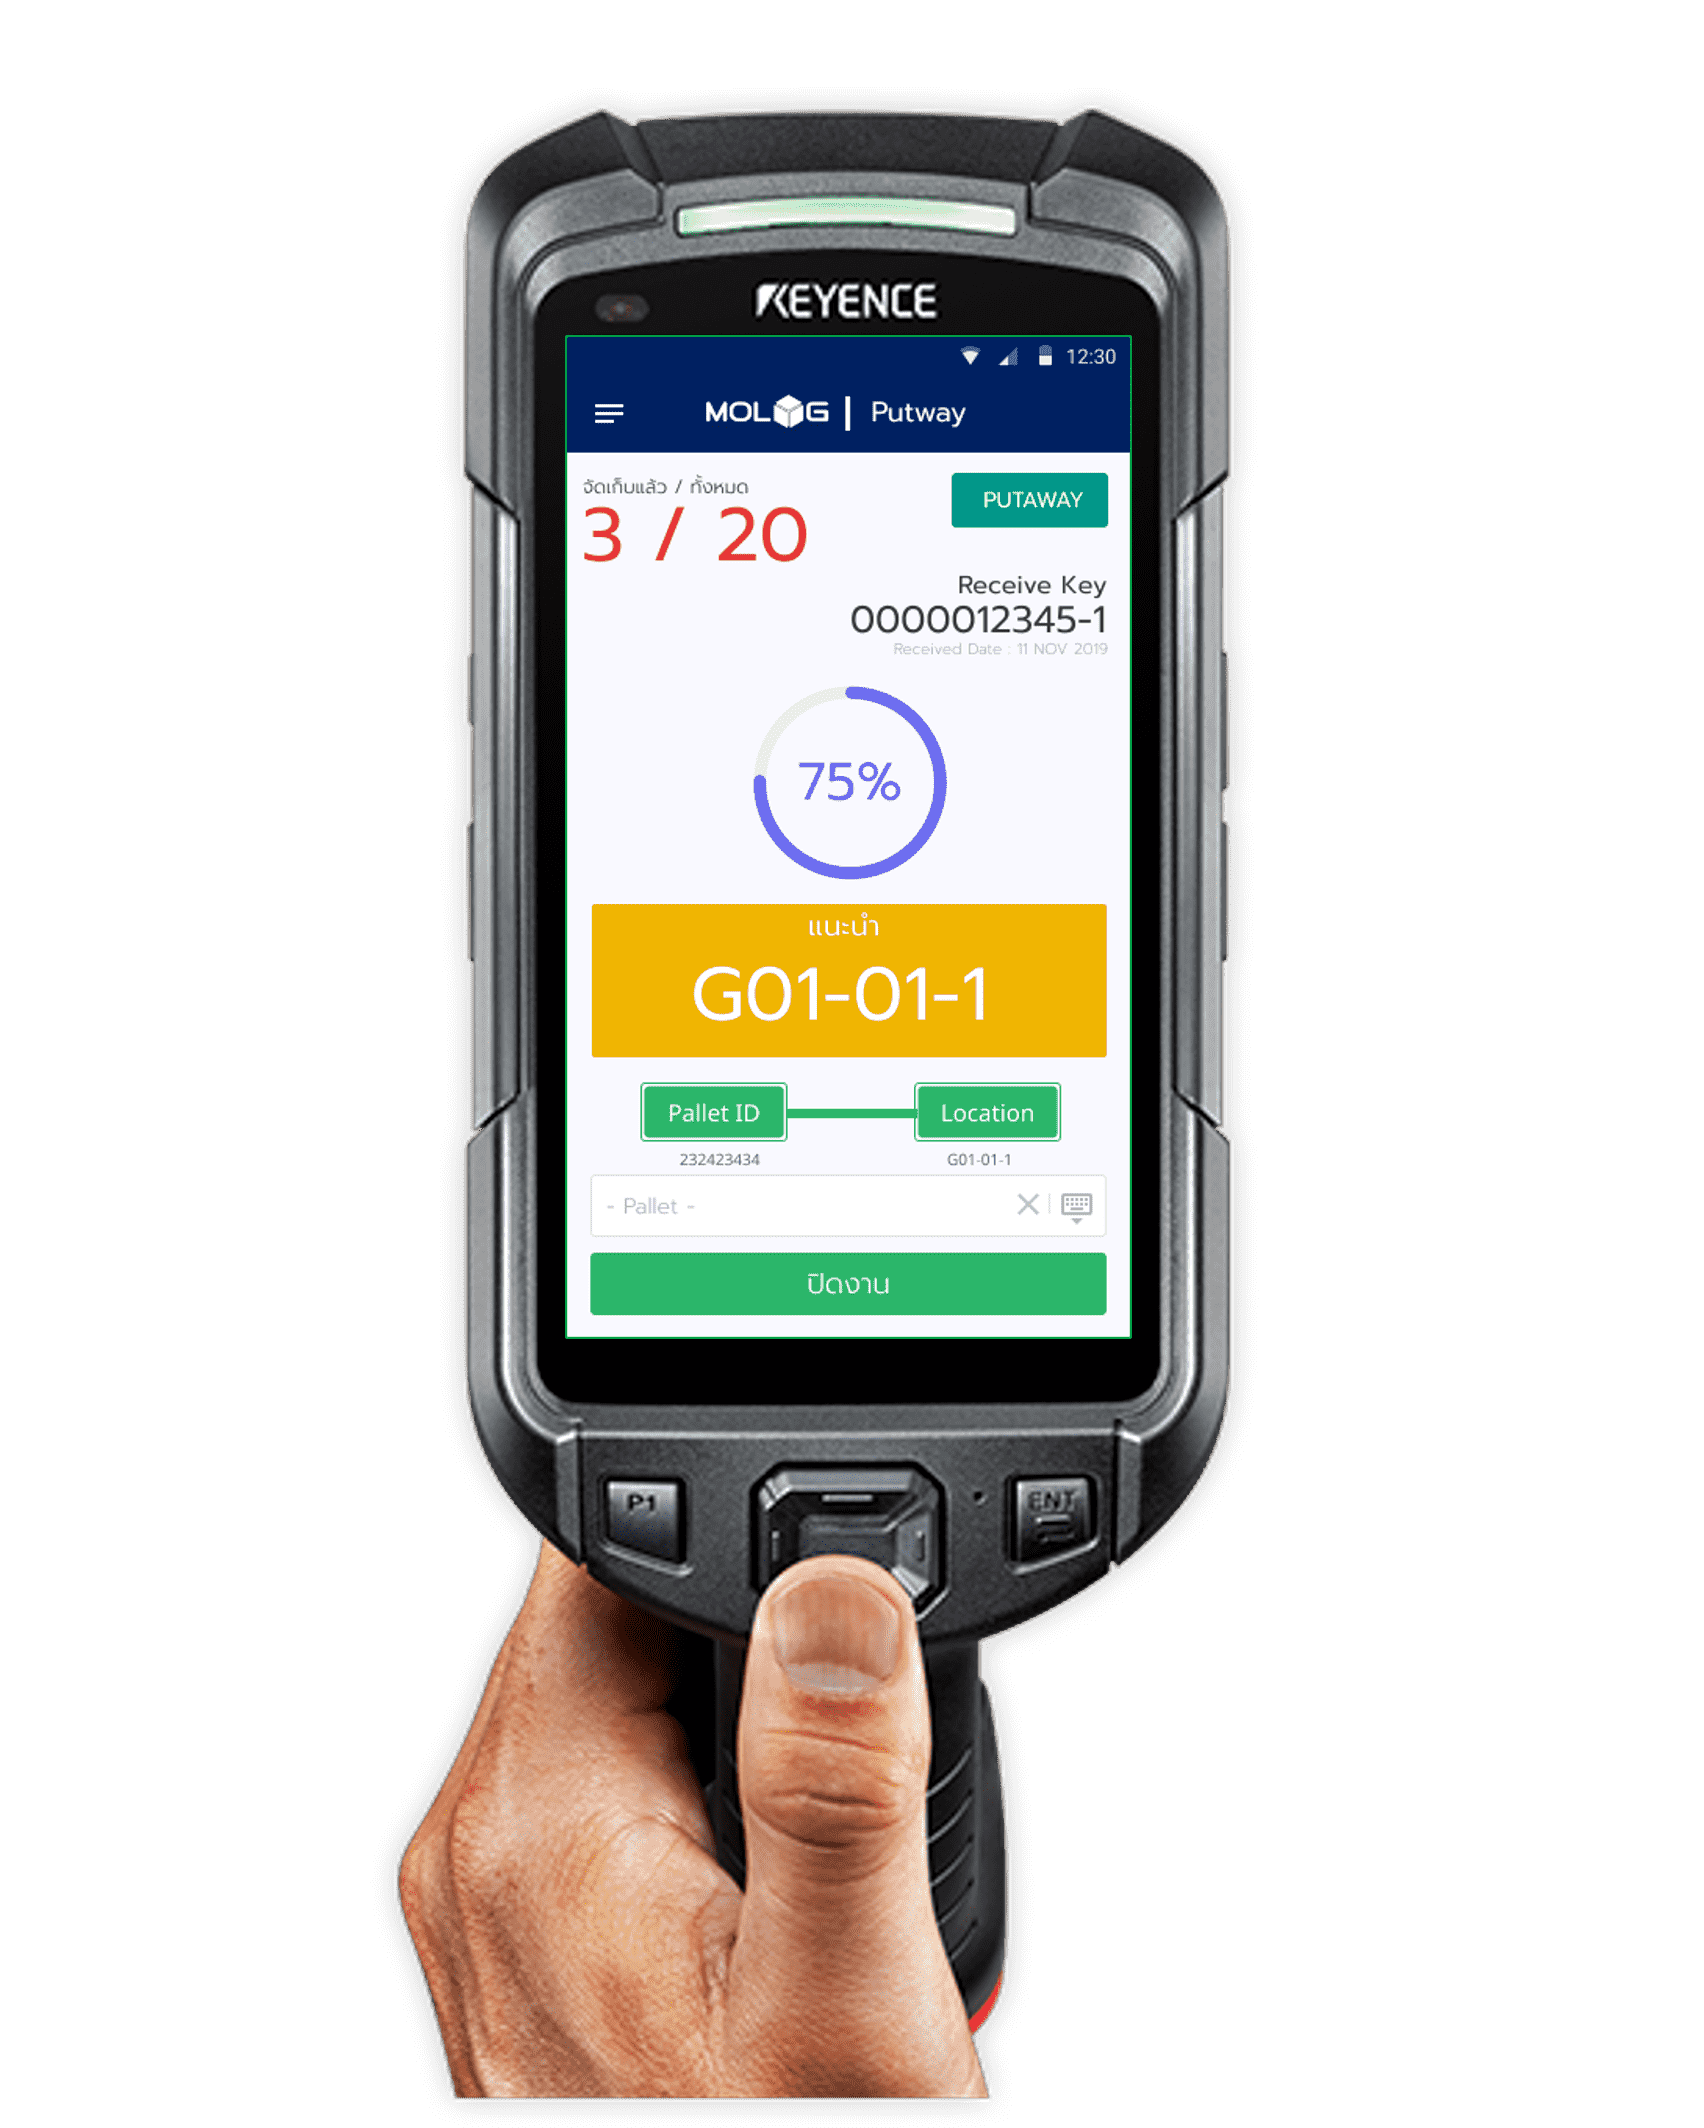 KEYENCE
12:30
MOLOG | Putway
จัดเก็บแล้ว / ทั้งหมด
3 / 20
PUTAWAY
Receive Key
0000012345-1
Received Date : 11 NOV 2019
75%
แนะนำ
G01-01-1
Pallet ID
Location
232423434
G01-01-1
- Pallet -
ปิดงาน
P1
ENT